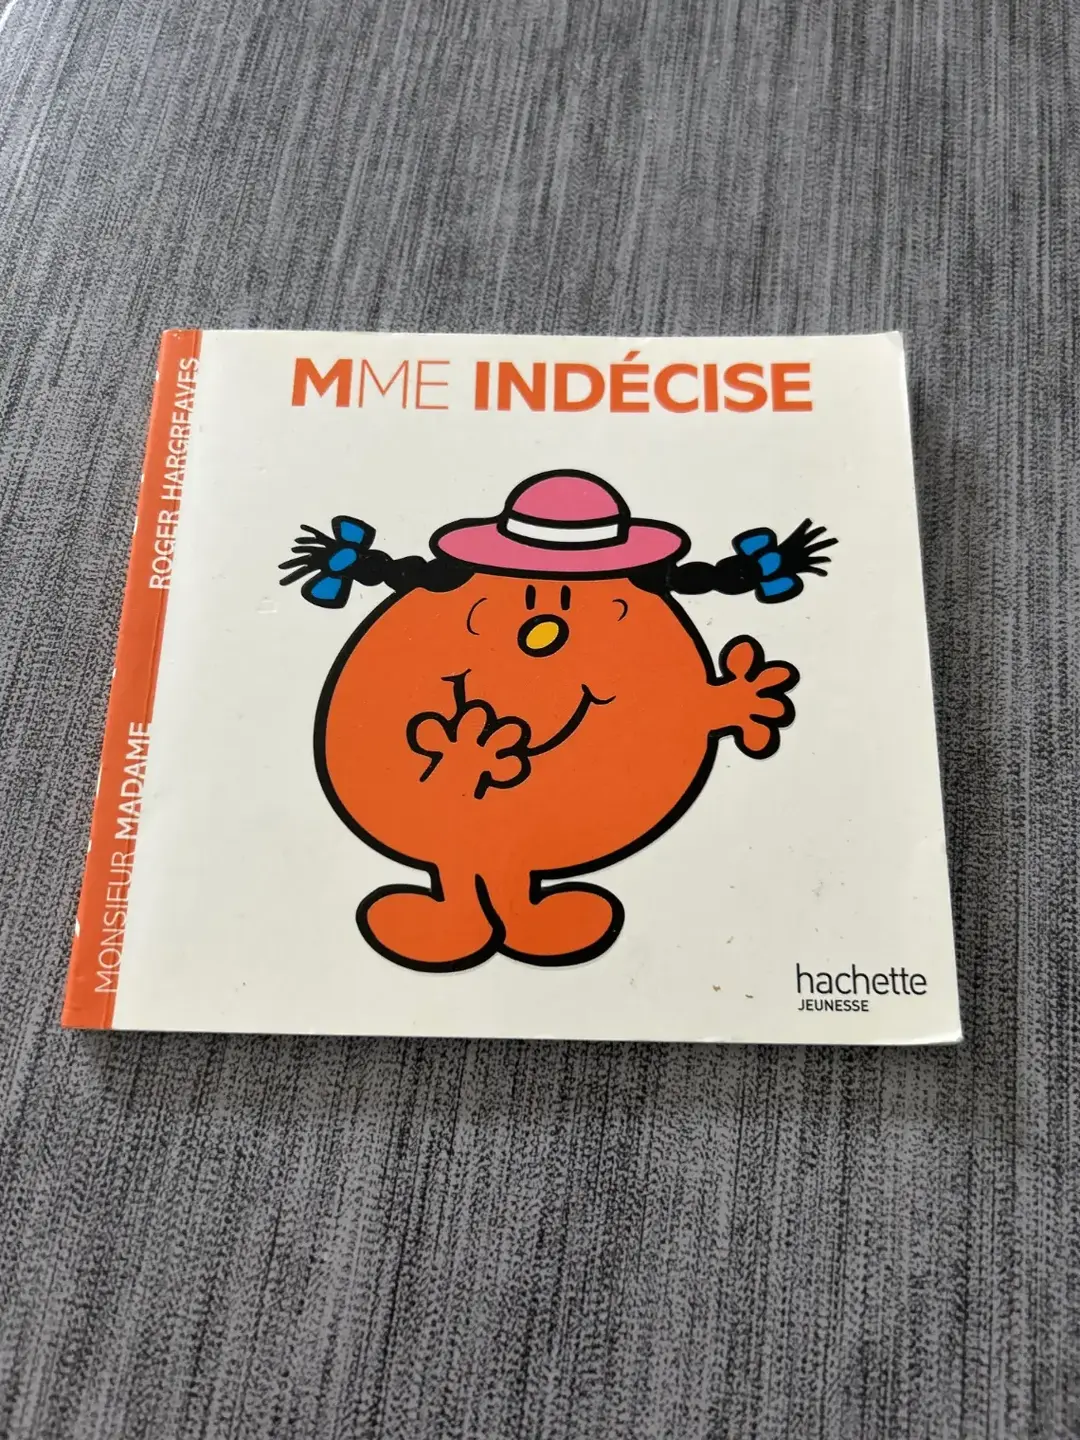 MME INDÉCISE
ROGER HARGREAVES
MONSIEUR MADAME
hachette
JEUNESSE